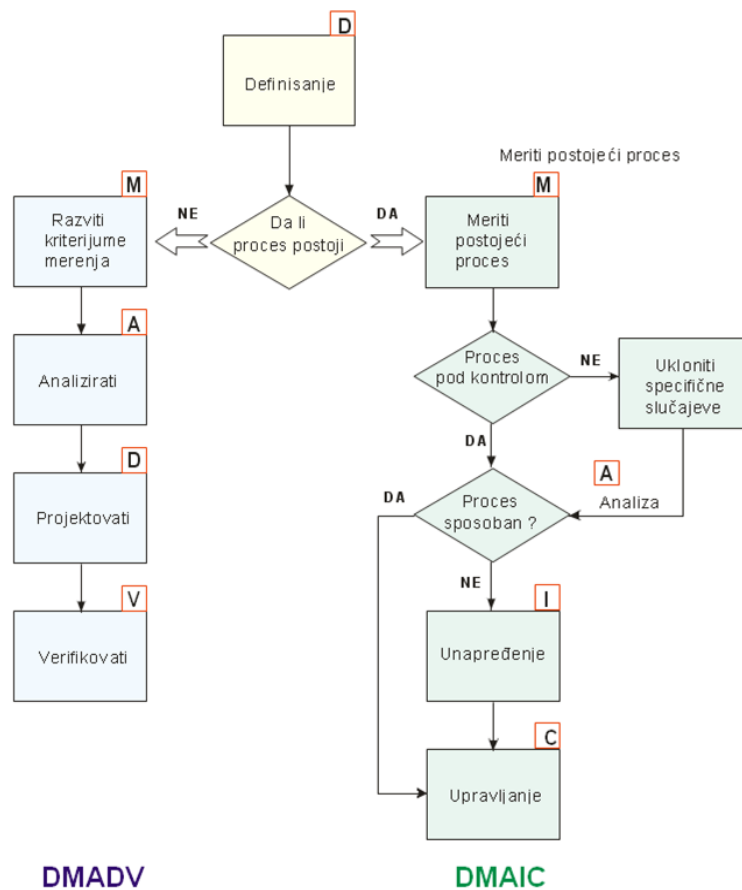 D
Definisanje
Meriti postojeći proces
M
Razviti
kriterijume
merenja
NE
Da li
proces postoji
DA
M
Meriti
postojeći
proces
A
Analizirati
Proces
pod kontrolom
NE
Ukloniti
specifične
slučajeve
DA
D
Projektovati
DA
Proces
sposoban ?
A
Analiza
NE
V
Verifikovati
I
Unapređenje
C
Upravljanje
DMADV
DMAIC